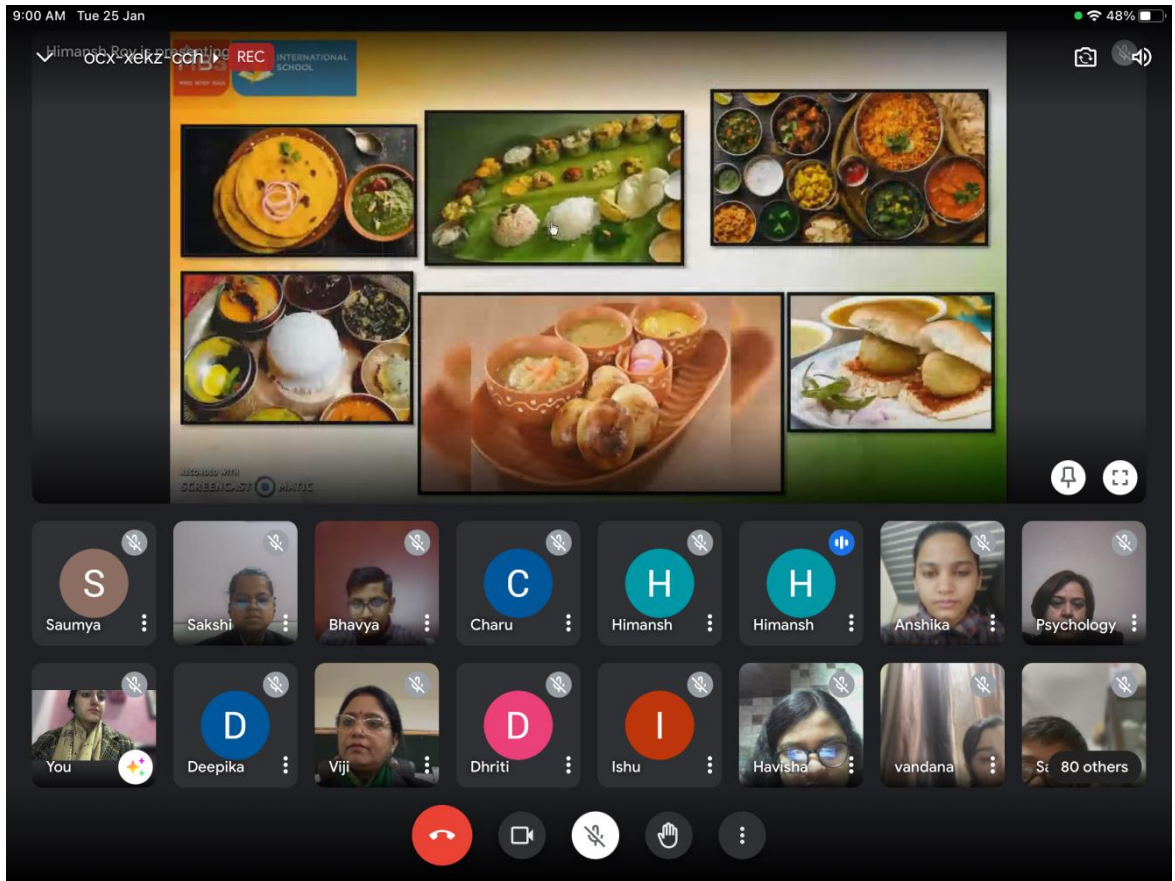 9:00 AM Tue 25 Jan
48%
Himansh Roy is presenting
ocx-xekz-cch
REC
INTERNATIONAL
SCHOOL
RECORDED WITH
SCREENCAST MATIC
Saumya
Sakshi
Bhavya
C
Charu
H
Himansh
H
Himansh
Anshika
Psychology
S
You
D
Deepika
Viji
D
Dhriti
I
Ishu
Havisha
vandana
80 others